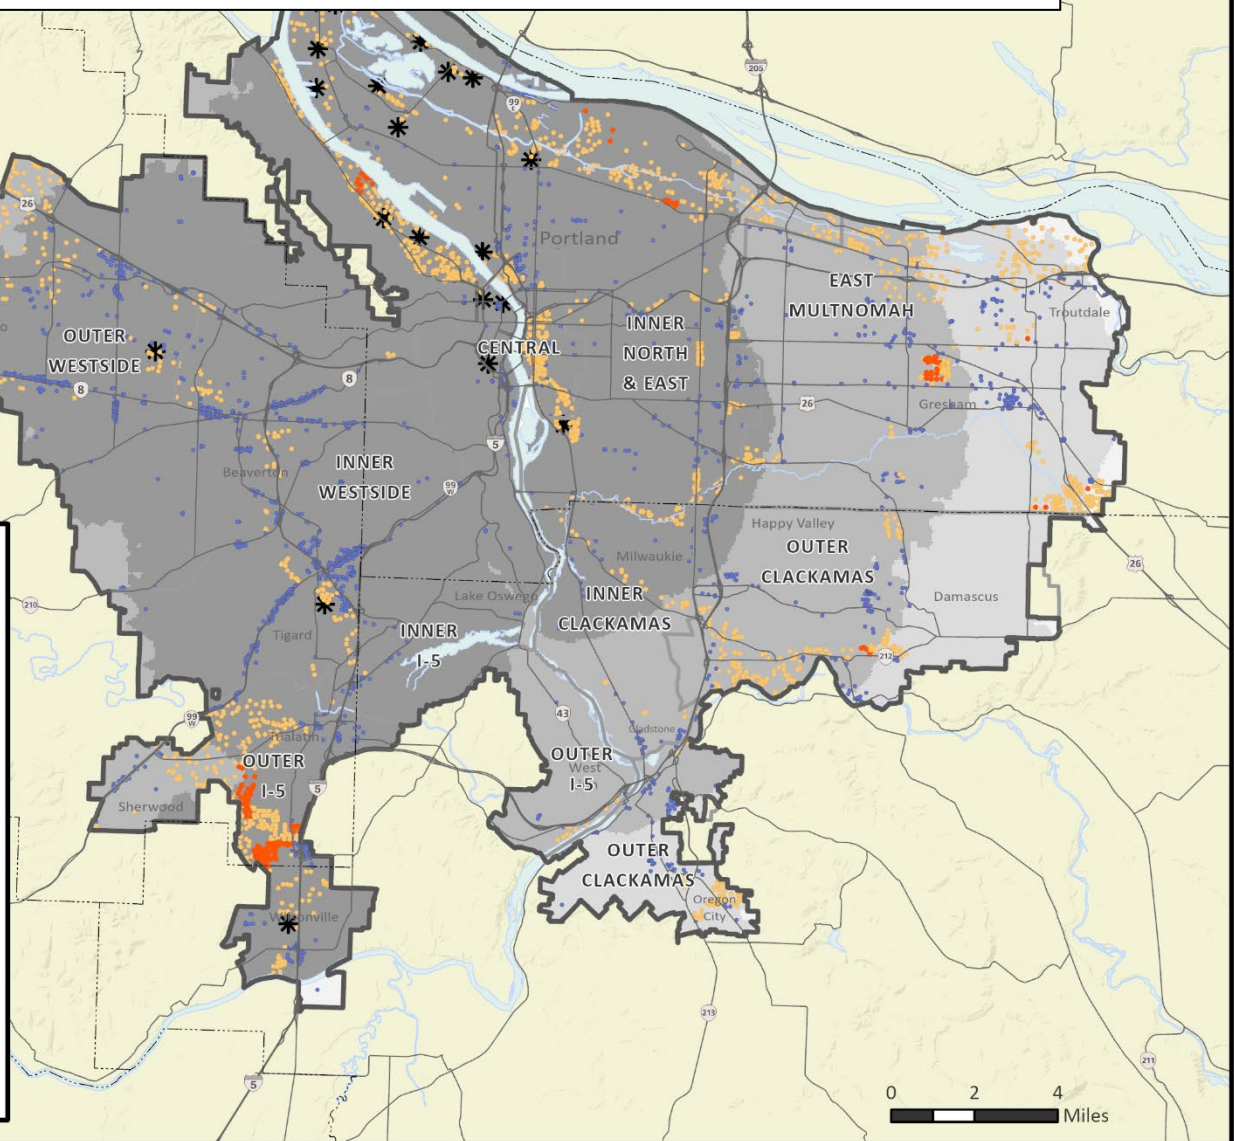 205
99
E
26
Portland
EAST
MULTNOMAH
Troutdale
INNER
NORTH
& EAST
OUTER
WESTSIDE
CENTRAL
8
8
26
Gresham
5
INNER
WESTSIDE
Beaverton
99
W
Happy Valley
OUTER
CLACKAMAS
Milwaukie
26
210
Lake Oswego
INNER
CLACKAMAS
Damascus
Tigard
INNER
I-5
212
99
W
43
Gladstone
Tualatin
OUTER
I-5
5
OUTER
West
I-5
Sherwood
OUTER
CLACKAMAS
Oregon
City
Wilsonville
213
211
5
0 2 4
Miles